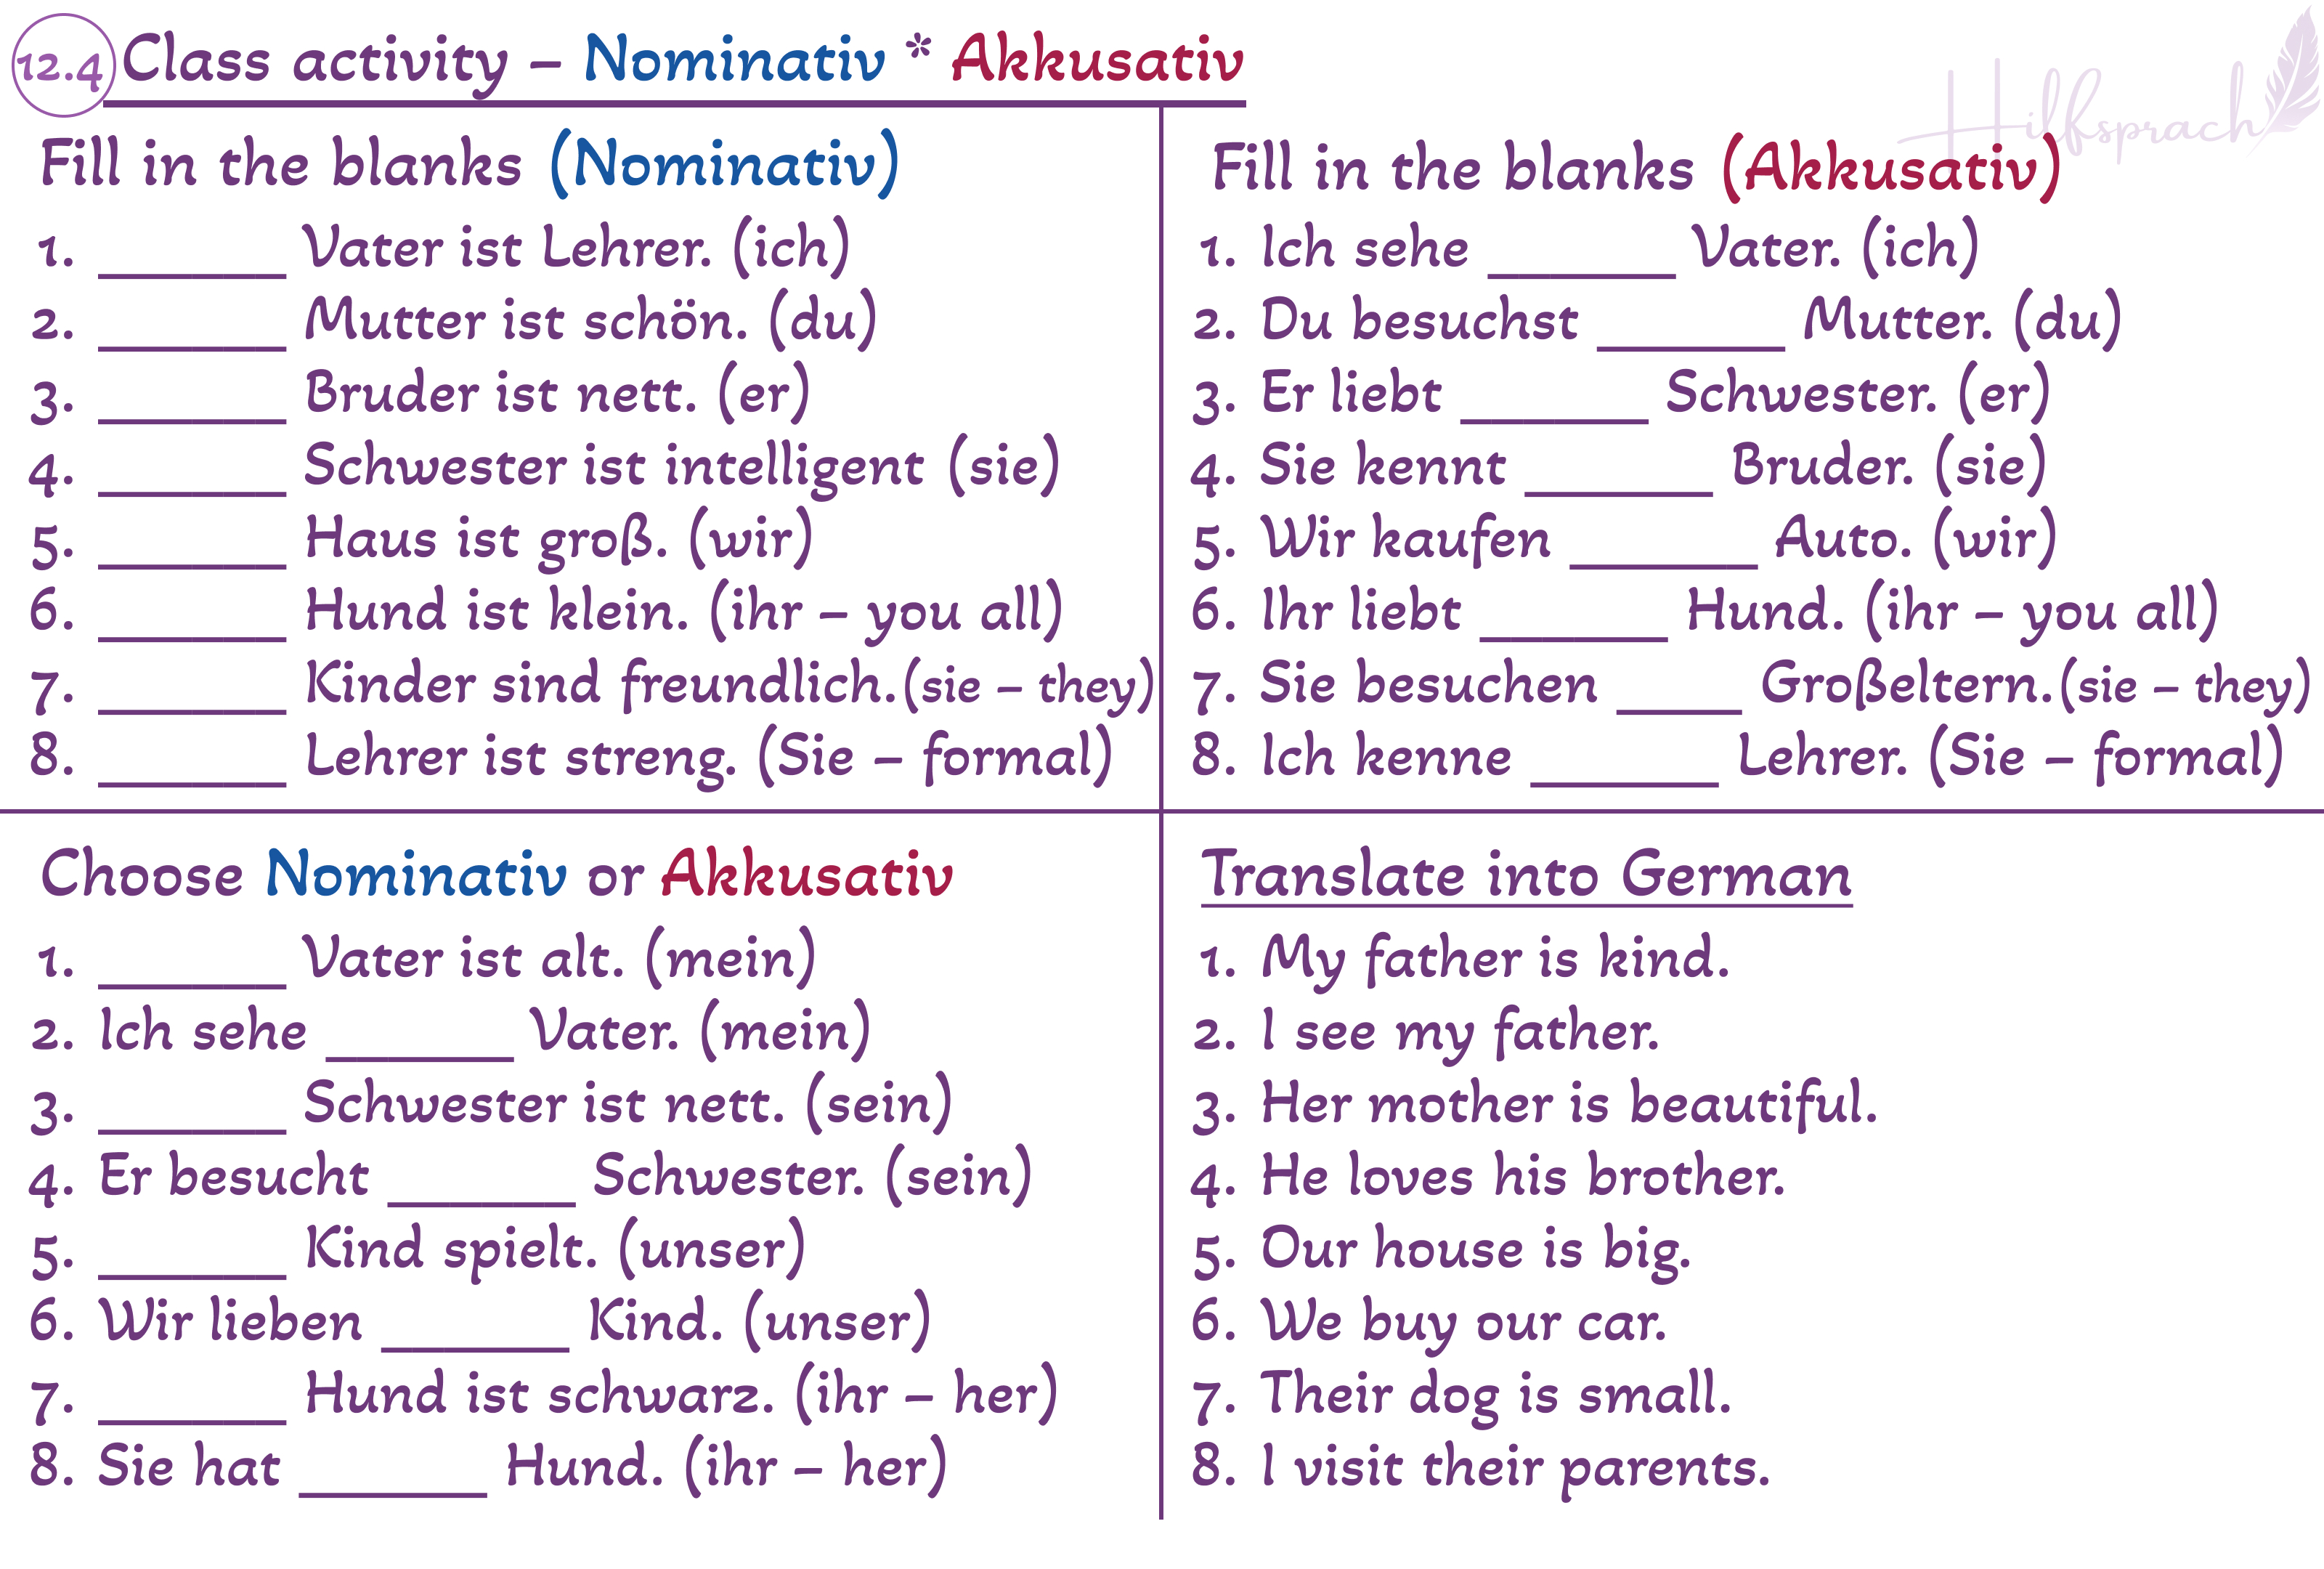 12.4 Class activity – Nominativ * Akkusativ
Hilksprach
Fill in the blanks (Nominativ)
1. ______ Vater ist Lehrer. (ich)
2. ______ Mutter ist schön. (du)
3. ______ Bruder ist nett. (er)
4. ______ Schwester ist intelligent (sie)
5. ______ Haus ist groß. (wir)
6. ______ Hund ist klein. (ihr – you all)
7. ______ Kinder sind freundlich.(sie – they)
8. ______ Lehrer ist streng. (Sie – formal)
Fill in the blanks (Akkusativ)
1. Ich sehe ______ Vater. (ich)
2. Du besuchst ______ Mutter. (du)
3. Er liebt ______ Schwester. (er)
4. Sie kennt ______ Bruder. (sie)
5. Wir kaufen ______ Auto. (wir)
6. Ihr liebt ______ Hund. (ihr – you all)
7. Sie besuchen ____ Großeltern.(sie – they)
8. Ich kenne ______ Lehrer. (Sie – formal)
Choose Nominativ or Akkusativ
1. ______ Vater ist alt. (mein)
2. Ich sehe ______ Vater. (mein)
3. ______ Schwester ist nett. (sein)
4. Er besucht ______ Schwester. (sein)
5. ______ Kind spielt. (unser)
6. Wir lieben ______ Kind. (unser)
7. ______ Hund ist schwarz. (ihr – her)
8. Sie hat ______ Hund. (ihr – her)
Translate into German
1. My father is kind.
2. I see my father.
3. Her mother is beautiful.
4. He loves his brother.
5. Our house is big.
6. We buy our car.
7. Their dog is small.
8. I visit their parents.